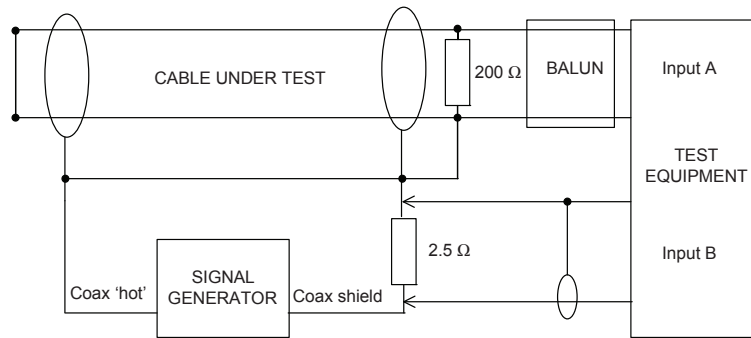 CABLE UNDER TEST
200 Ω
BALUN
Input A
TEST
EQUIPMENT
Input B
2.5 Ω
SIGNAL
GENERATOR
Coax ‘hot’
Coax shield